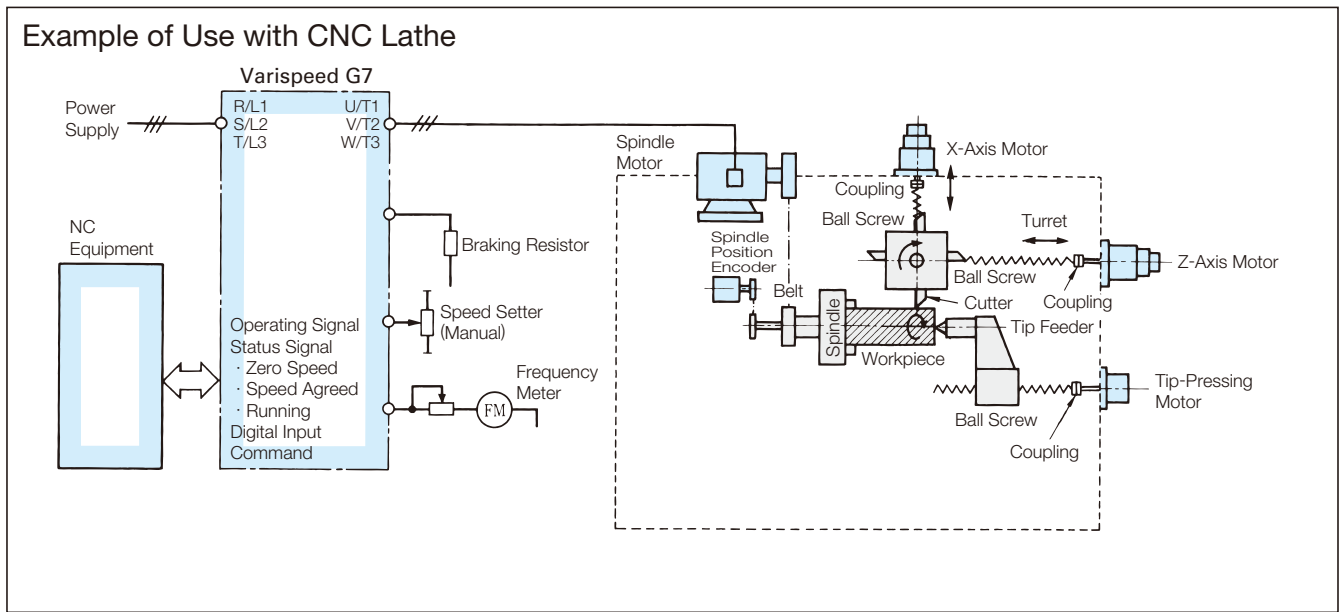 Example of Use with CNC Lathe
Varispeed G7
Power
Supply
R/L1
S/L2
T/L3
U/T1
V/T2
W/T3
NC
Equipment
Braking Resistor
Speed Setter
(Manual)
Operating Signal
Status Signal
· Zero Speed
· Speed Agreed
· Running
Digital Input
Command
Frequency
Meter
FM
Spindle
Motor
X-Axis Motor
Coupling
Ball Screw
Turret
Spindle
Position
Encoder
Belt
Ball Screw
Coupling
Z-Axis Motor
Cutter
Tip Feeder
Spindle
Workpiece
Tip-Pressing
Motor
Ball Screw
Coupling